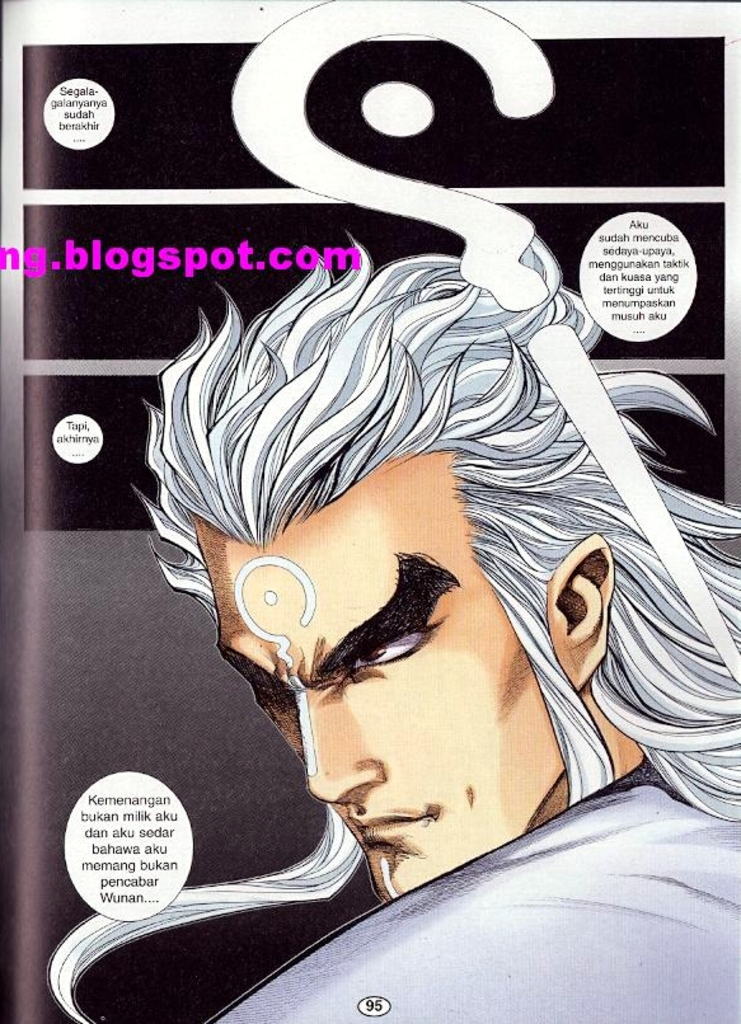 Segala-
galanyanya
sudah
berakhir
....
Aku
sudah mencuba
sedaya-upaya,
menggunakan taktik
dan kuasa yang
tertinggi untuk
menumpaskan
musuh aku
....
ng.blogspot.com
Tapi,
akhirnya
....
Kemenangan
bukan milik aku
dan aku sedar
bahawa aku
memang bukan
pencabar
Wunan....
95